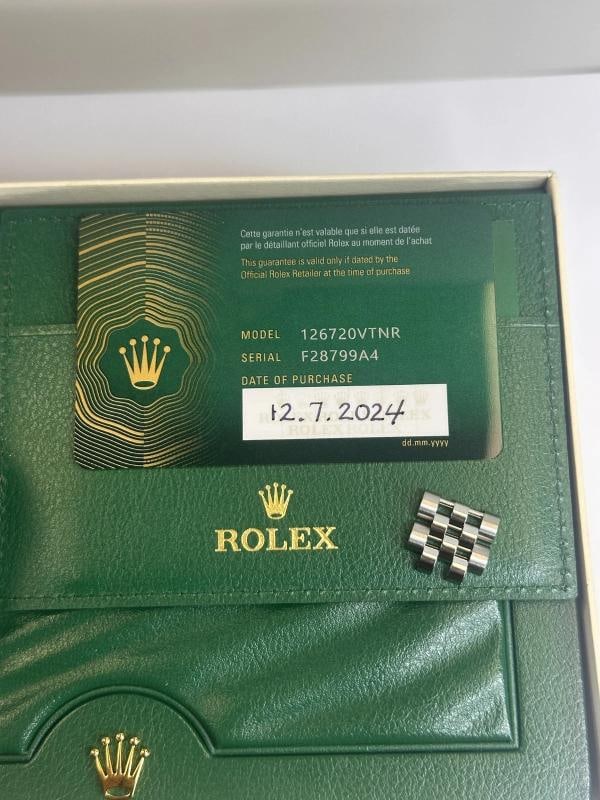 Cette garantie n'est valable que si elle est datée
par le détaillant officiel Rolex au moment de l'achat
This guarantee is valid only if dated by the
Official Rolex Retailer at the time of purchase
MODEL 126720VTNR
SERIAL F28799A4
DATE OF PURCHASE
12.7.2024
ROLEX ROLEX
dd.mm.yyyy
ROLEX